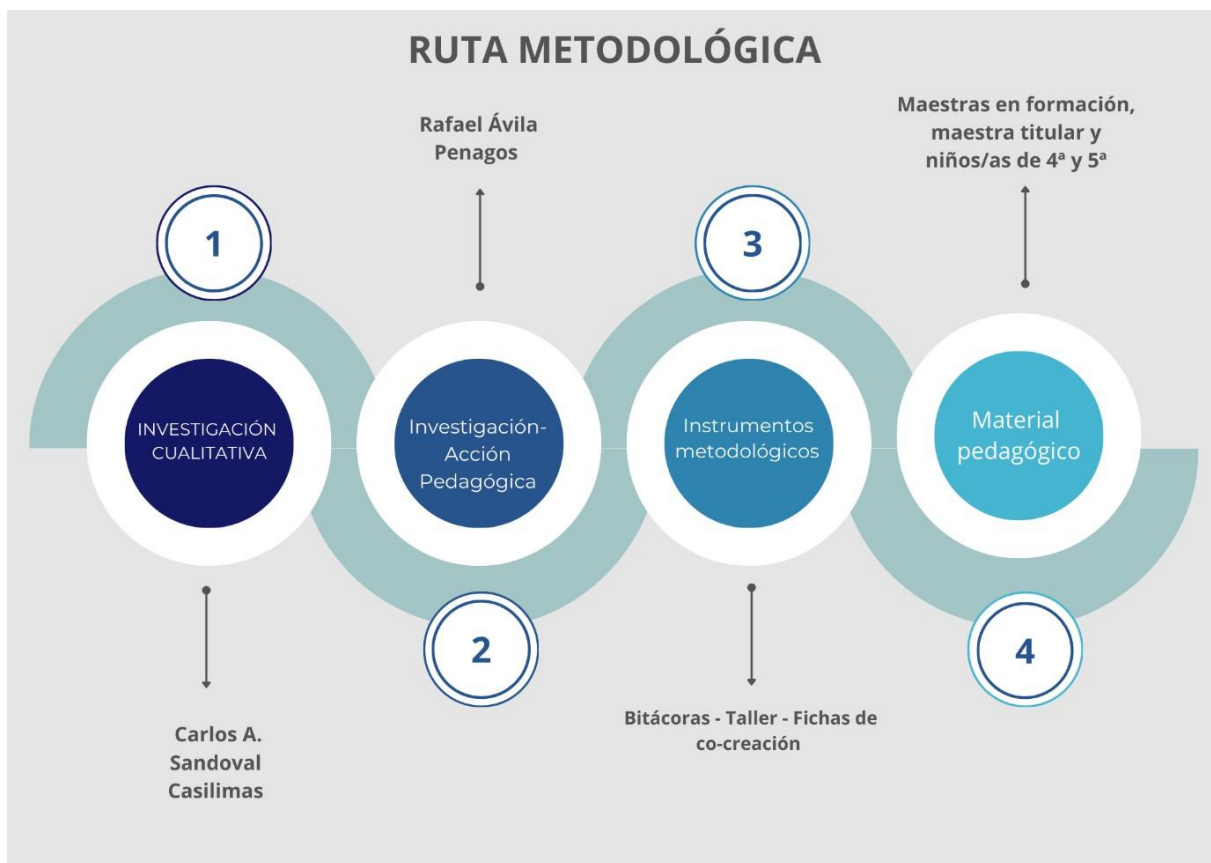 RUTA METODOLÓGICA
1
INVESTIGACIÓN
CUALITATIVA
Carlos A.
Sandoval
Casilimas
Rafael Ávila
Penagos
Investigación-
Acción
Pedagógica
2
3
Instrumentos
metodológicos
Bitácoras - Taller - Fichas de
co-creación
Maestras en formación,
maestra titular y
niños/as de 4ª y 5ª
Material
pedagógico
4